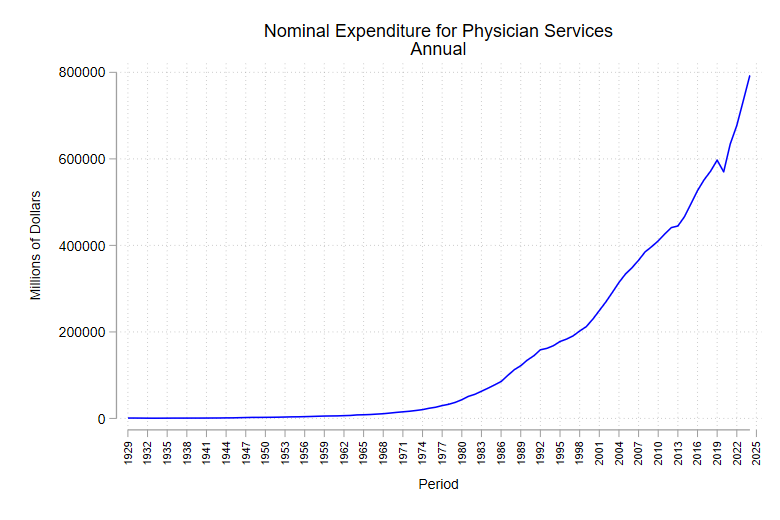 Nominal Expenditure for Physician Services
Annual
Millions of Dollars
800000
600000
400000
200000
0
1929 1932 1935 1938 1941 1944 1947 1950 1953 1956 1959 1962 1965 1968 1971 1974 1977 1980 1983 1986 1989 1992 1995 1998 2001 2004 2007 2010 2013 2016 2019 2022 2025
Period